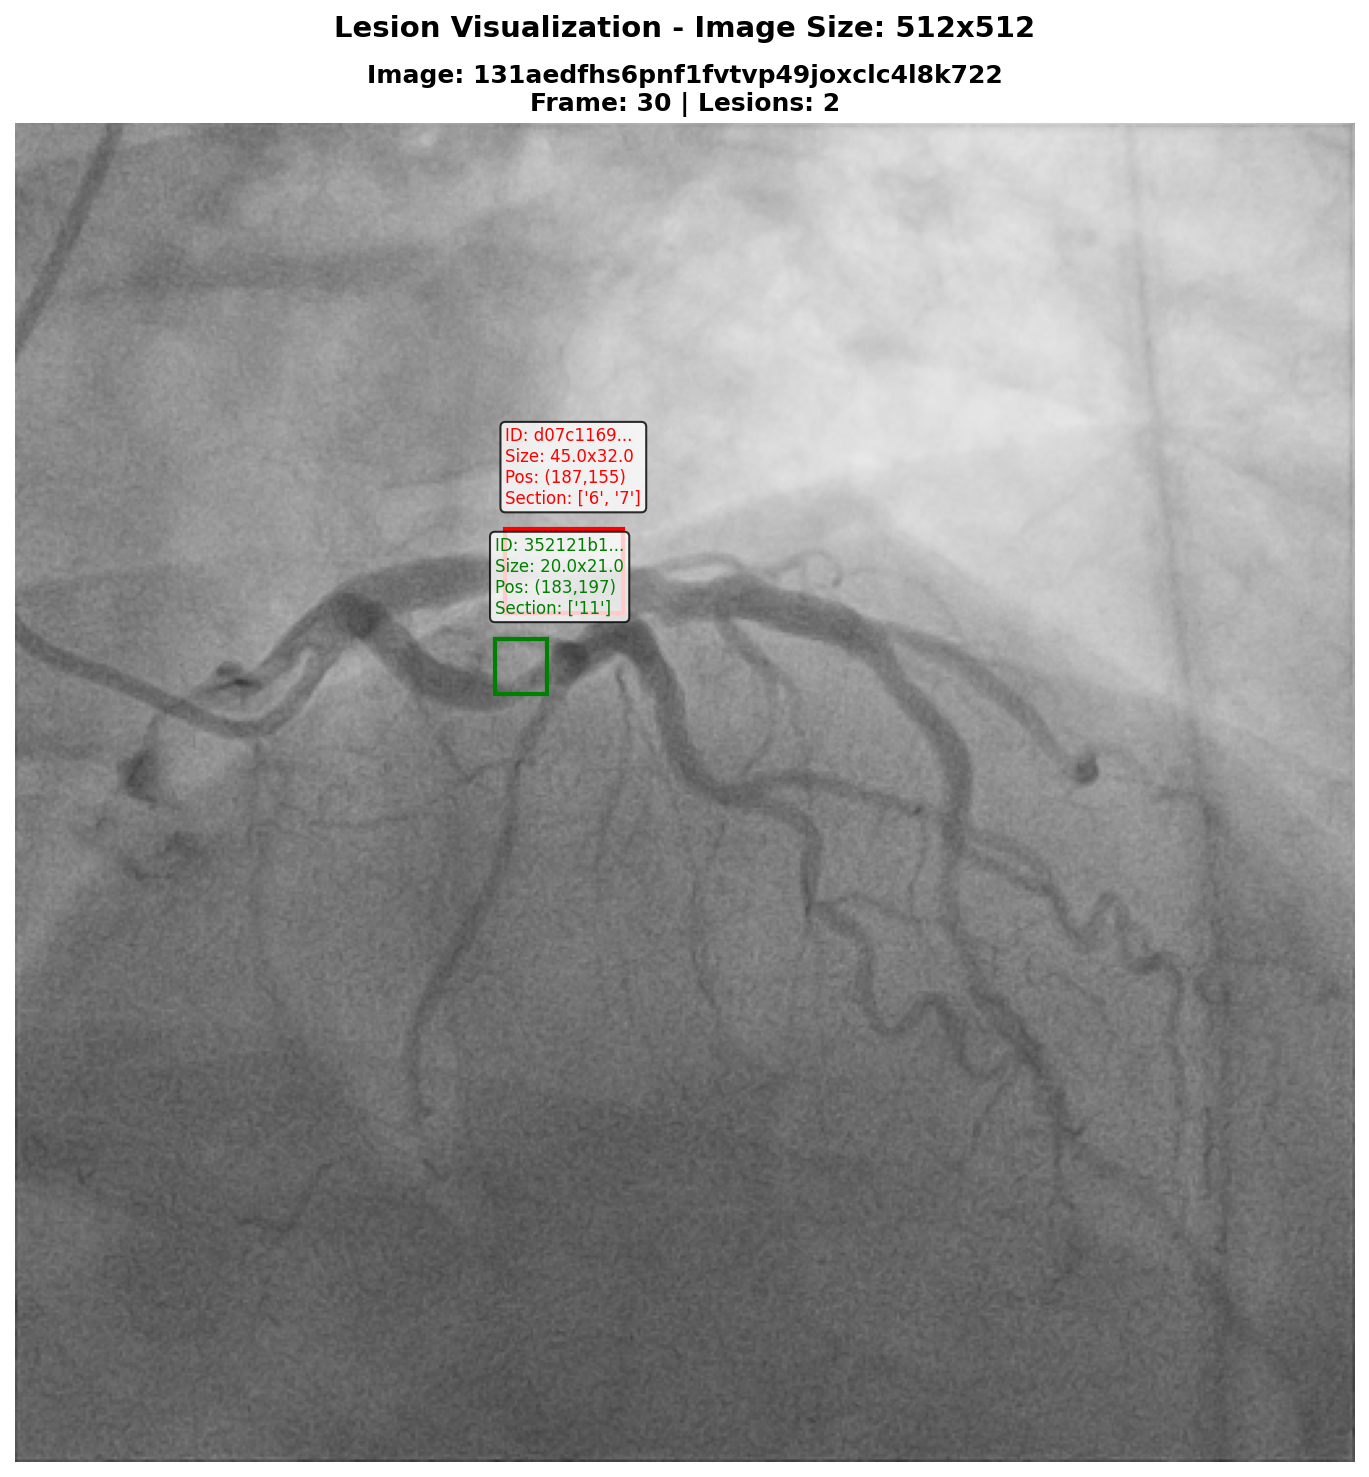 Lesion Visualization - Image Size: 512x512
Image: 131aedfhs6pnf1fvtvp49joxclc4l8k722
Frame: 30 | Lesions: 2
ID: d07c1169...
Size: 45.0x32.0
Pos: (187,155)
Section: ['6', '7']
ID: 352121b1...
Size: 20.0x21.0
Pos: (183,197)
Section: ['11']